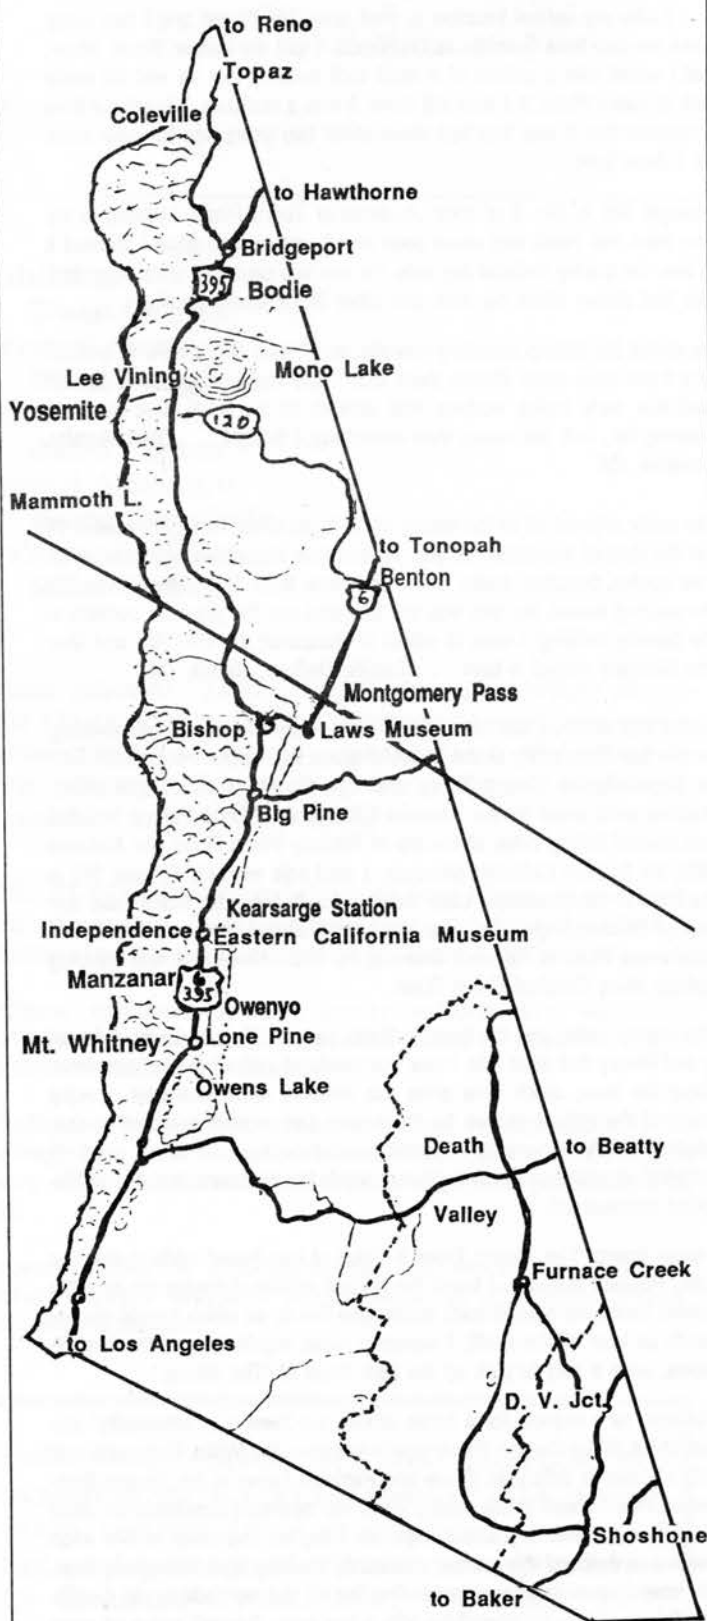 to Reno
Topaz
Coleville
to Hawthorne
Bridgeport
395
Bodie
Lee Vining
Mono Lake
Yosemite
120
Mammoth L.
to Tonopah
Benton
6
Montgomery Pass
Bishop
Laws Museum
Big Pine
Kearsarge Station
Independence
Eastern California Museum
Manzanar
6
395
Owenyo
Mt. Whitney
Lone Pine
Owens Lake
Death
to Beatty
Valley
Furnace Creek
to Los Angeles
D. V. Jct.
Shoshone
to Baker